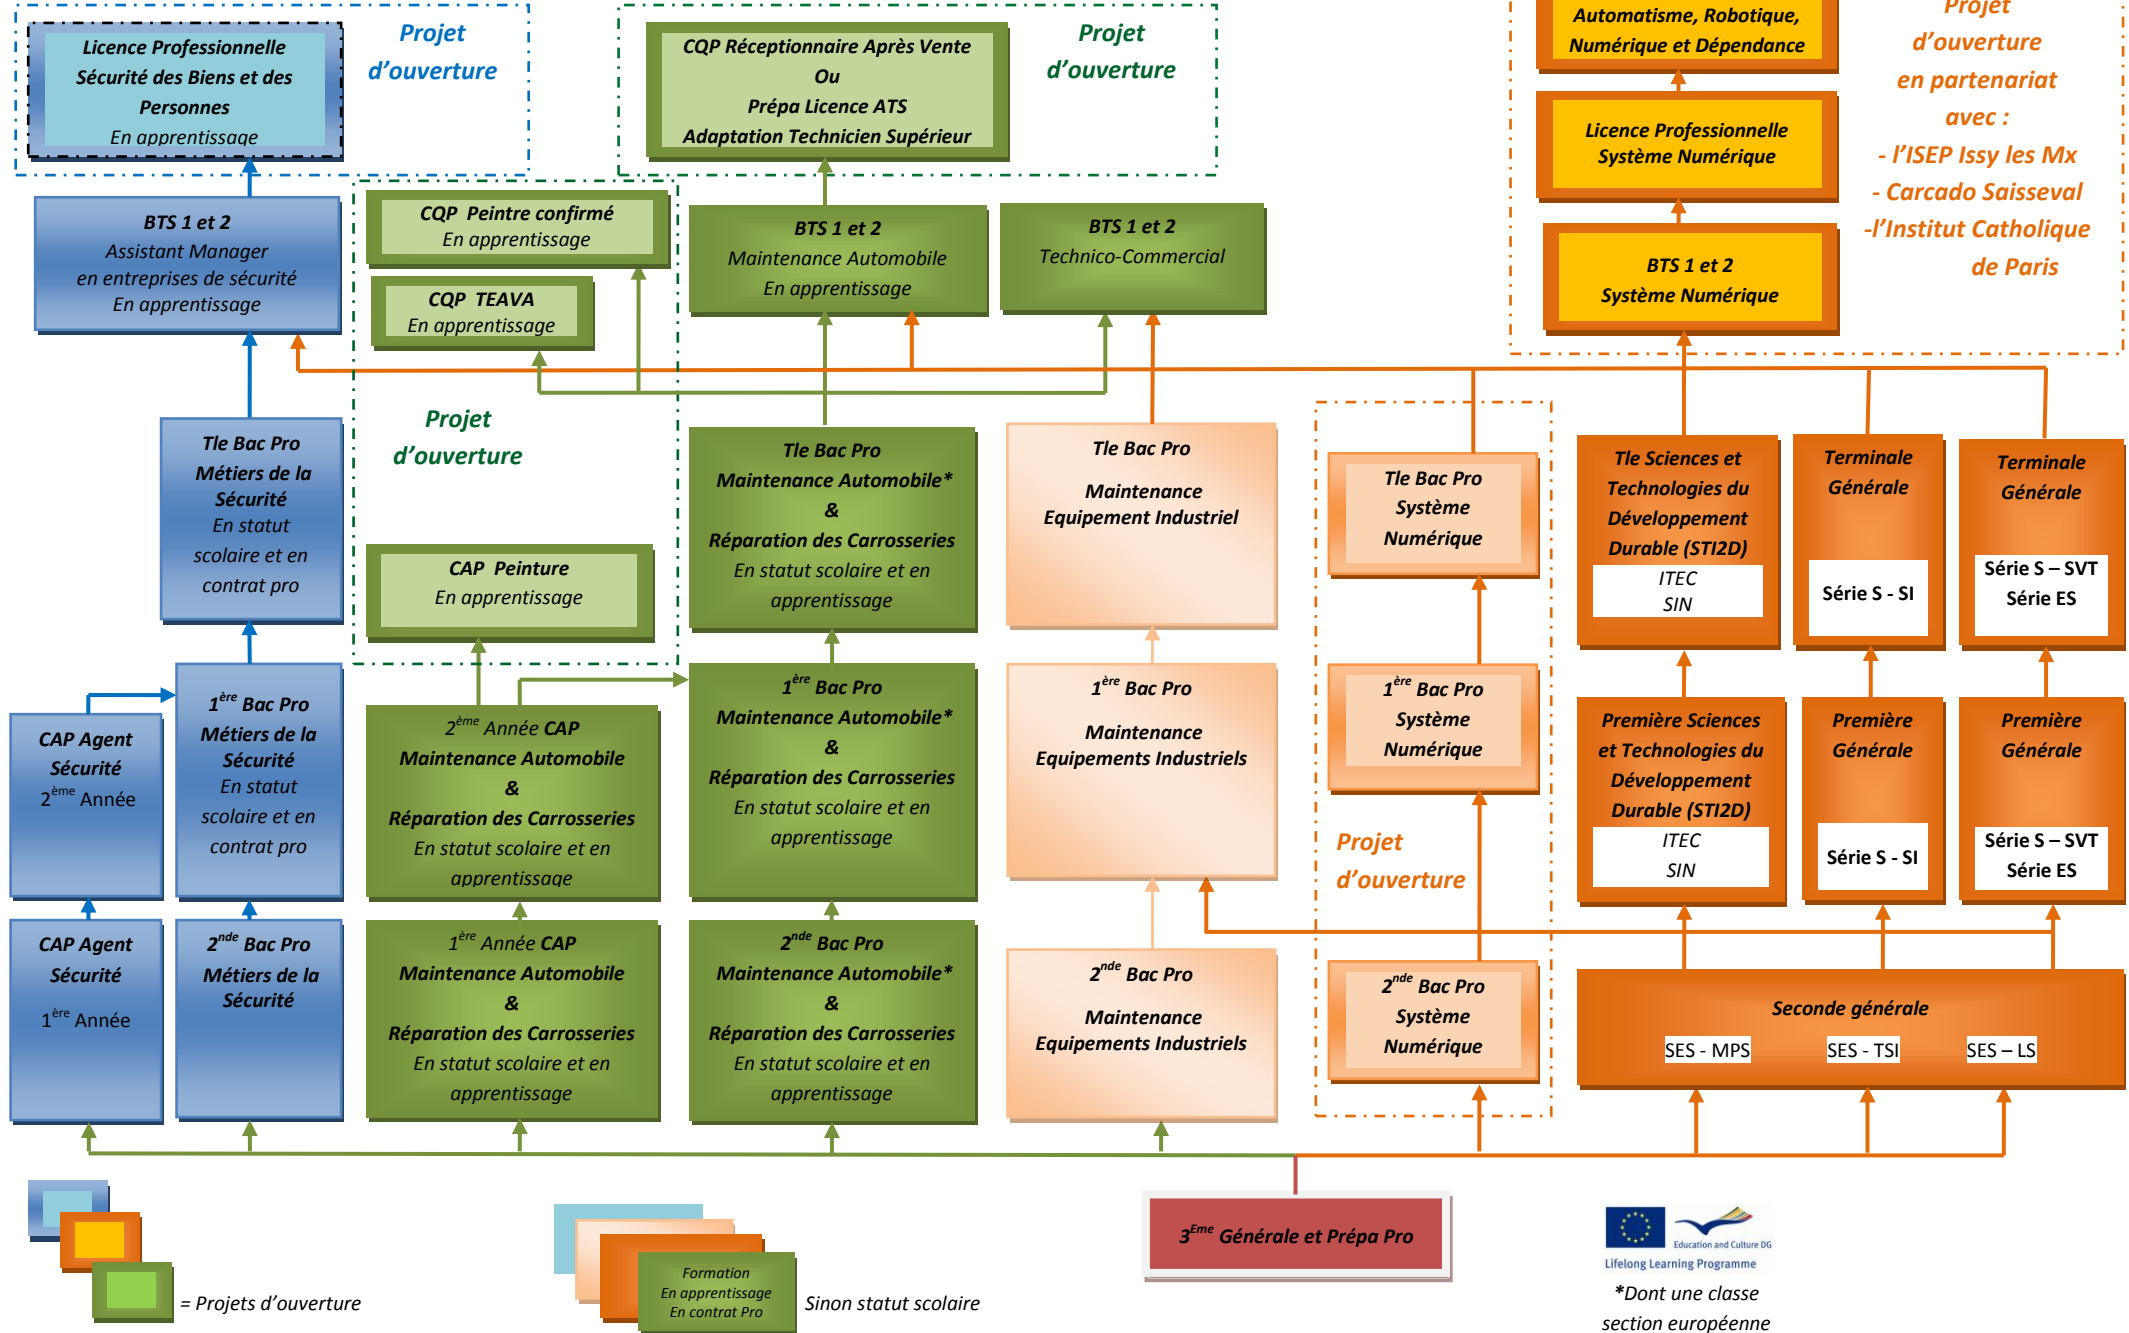 Licence Professionnelle
Sécurité des Biens et des
Personnes
En apprentissage
Projet
d'ouverture
CQP Réceptionnaire Après Vente
Ou
Prépa Licence ATS
Adaptation Technicien Supérieur
Projet
d'ouverture
Automatisme, Robotique,
Numérique et Dépendance
Licence Professionnelle
Système Numérique
BTS 1 et 2
Système Numérique
Projet
d'ouverture
en partenariat
avec :
- l'ISEP Issy les Mx
- Carcado Saisseval
-l'Institut Catholique
de Paris
BTS 1 et 2
Assistant Manager
en entreprises de sécurité
En apprentissage
CQP Peintre confirmé
En apprentissage
CQP TEAVA
En apprentissage
BTS 1 et 2
Maintenance Automobile
En apprentissage
BTS 1 et 2
Technico-Commercial
Projet
d'ouverture
Tle Bac Pro
Métiers de la
Sécurité
En statut
scolaire et en
contrat pro
CAP Peinture
En apprentissage
Tle Bac Pro
Maintenance Automobile*
&
Réparation des Carrosseries
En statut scolaire et en
apprentissage
Tle Bac Pro
Maintenance
Equipement Industriel
Tle Bac Pro
Système
Numérique
Tle Sciences et
Technologies du
Développement
Durable (STI2D)
ITEC
SIN
Terminale
Générale
Série S - SI
Terminale
Générale
Série S – SVT
Série ES
CAP Agent
Sécurité
2ème Année
1ère Bac Pro
Métiers de la
Sécurité
En statut
scolaire et en
contrat pro
2ème Année CAP
Maintenance Automobile
&
Réparation des Carrosseries
En statut scolaire et en
apprentissage
1ère Bac Pro
Maintenance Automobile*
&
Réparation des Carrosseries
En statut scolaire et en
apprentissage
1ère Bac Pro
Maintenance
Equipements Industriels
1ère Bac Pro
Système
Numérique
Projet
d'ouverture
Première Sciences
et Technologies du
Développement
Durable (STI2D)
ITEC
SIN
Première
Générale
Série S - SI
Première
Générale
Série S – SVT
Série ES
CAP Agent
Sécurité
1ère Année
2nde Bac Pro
Métiers de la
Sécurité
1ère Année CAP
Maintenance Automobile
&
Réparation des Carrosseries
En statut scolaire et en
apprentissage
2nde Bac Pro
Maintenance Automobile*
&
Réparation des Carrosseries
En statut scolaire et en
apprentissage
2nde Bac Pro
Maintenance
Equipements Industriels
2nde Bac Pro
Système
Numérique
Seconde générale
SES - MPS
SES - TSI
SES – LS
3Eme Générale et Prépa Pro
= Projets d'ouverture
Formation
En apprentissage
En contrat Pro
Sinon statut scolaire
Education and Culture DG
Lifelong Learning Programme
*Dont une classe
section européenne